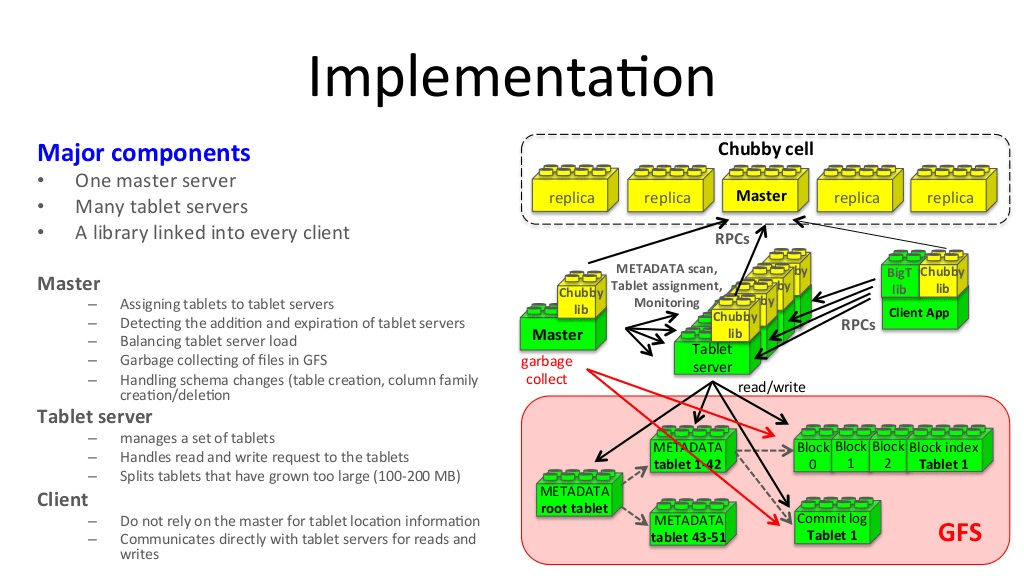 Implementation
Major components
• One master server
• Many tablet servers
• A library linked into every client
Master
– Assigning tablets to tablet servers
– Detecting the addition and expiration of tablet servers
– Balancing tablet server load
– Garbage collecting of files in GFS
– Handling schema changes (table creation, column family
creation/deletion
Tablet server
– manages a set of tablets
– Handles read and write request to the tablets
– Splits tablets that have grown too large (100-200 MB)
Client
– Do not rely on the master for tablet location information
– Communicates directly with tablet servers for reads and
writes
Chubby cell
replica
replica
Master
replica
replica
RPCs
METADATA scan,
Tablet assignment,
Monitoring
Chubby
lib
Master
Chubby
lib
Tablet
server
BigT
lib
Chubby
lib
Client App
RPCs
garbage
collect
read/write
METADATA
root tablet
METADATA
tablet 1-42
METADATA
tablet 43-51
Block
0
Block
1
Block
2
Block index
Tablet 1
Commit log
Tablet 1
GFS